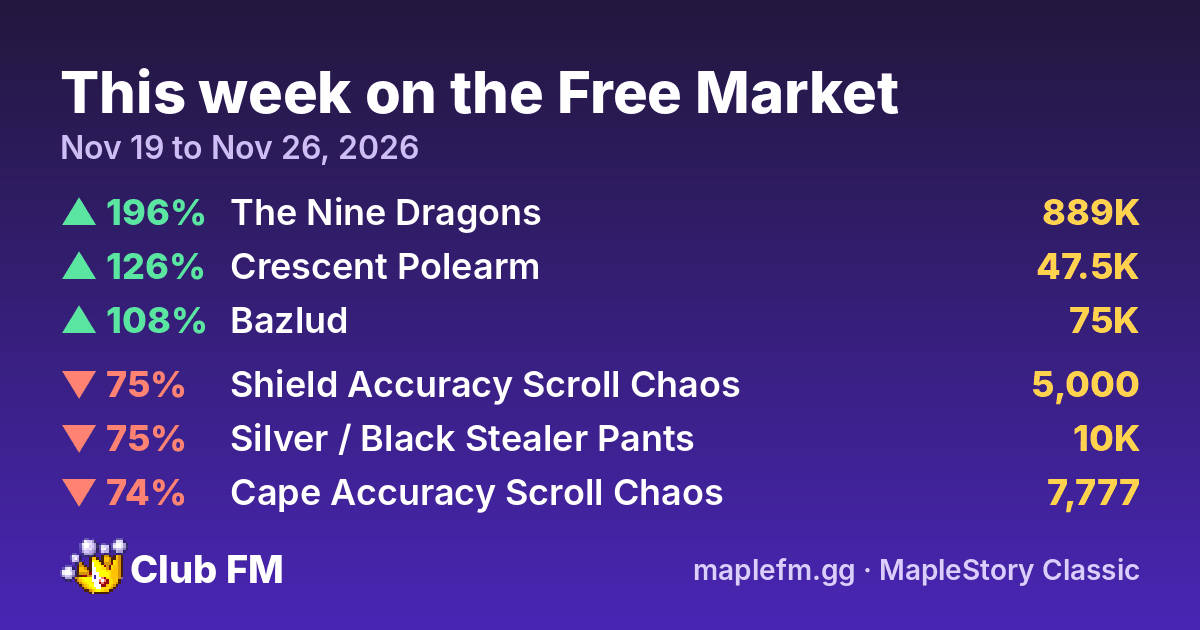 This week on the Free Market
Nov 19 to Nov 26, 2026
▲ 196% The Nine Dragons 889K
▲ 126% Crescent Polearm 47.5K
▲ 108% Bazlud 75K
▼ 75% Shield Accuracy Scroll Chaos 5,000
▼ 75% Silver / Black Stealer Pants 10K
▼ 74% Cape Accuracy Scroll Chaos 7,777
Club FM
maplefm.gg · MapleStory Classic